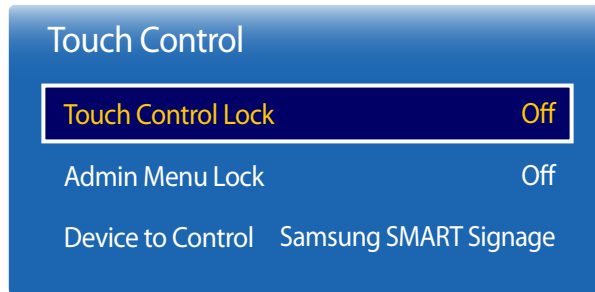 Touch Control
Touch Control Lock Off
Admin Menu Lock Off
Device to Control Samsung SMART Signage